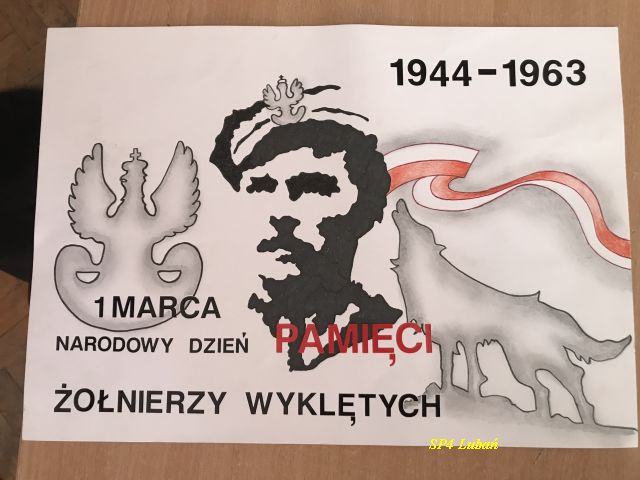 1944-1963
1 MARCA
NARODOWY DZIEŃ PAMIĘCI
ŻOŁNIERZY WYKLĘTYCH
SP4 Lubań